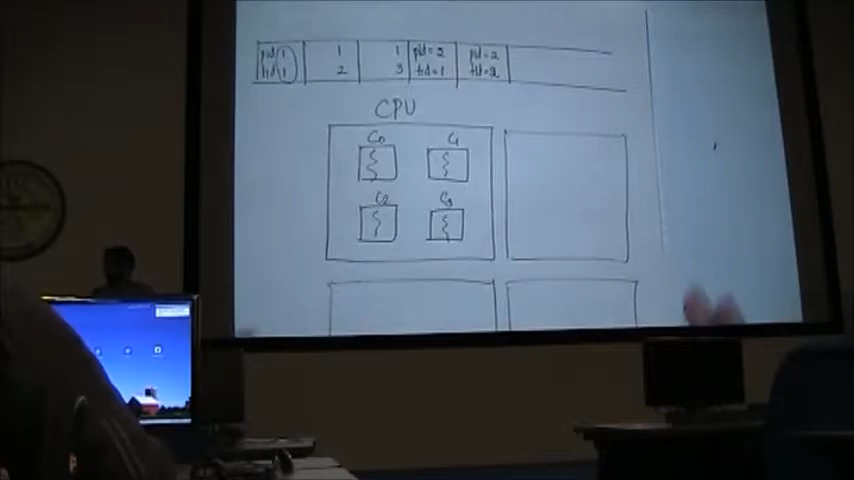 pid 1 1 1 pid=2 pid=2
tid 1 2 3 tid=1 tid=2
CPU
C0 C1
C2 C3